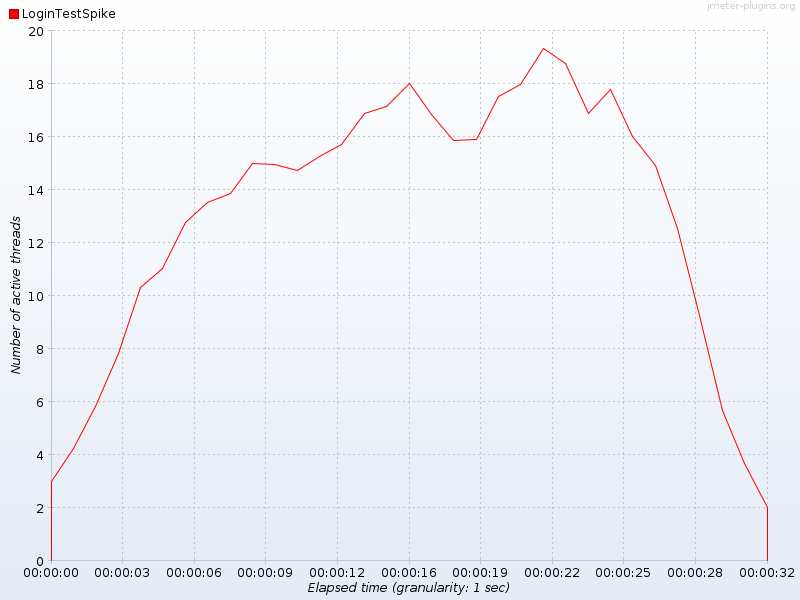 jmeter-plugins.org
LoginTestSpike
20
18
16
14
12
10
8
6
4
2
0
Number of active threads
00:00:00 00:00:03 00:00:06 00:00:09 00:00:12 00:00:16 00:00:19 00:00:22 00:00:25 00:00:28 00:00:32
Elapsed time (granularity: 1 sec)